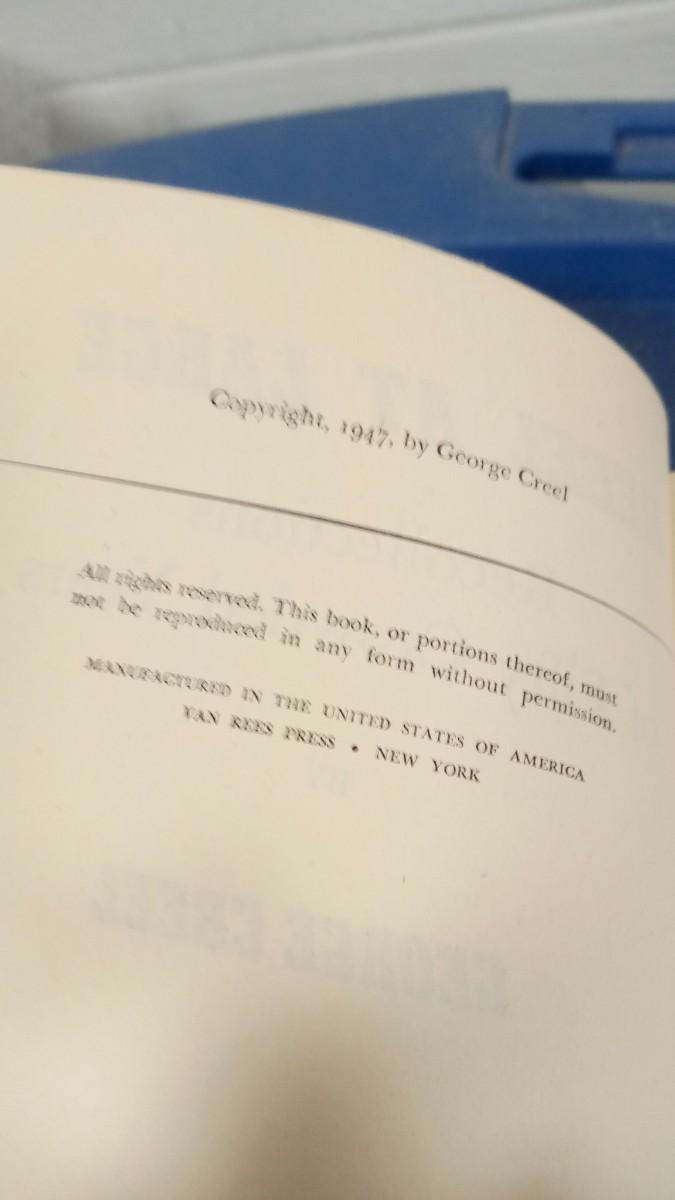 Copyright, 1947, by George Creel
All rights reserved. This book, or portions thereof, must
not be reproduced in any form without permission.
MANUFACTURED IN THE UNITED STATES OF AMERICA
VAN REES PRESS • NEW YORK